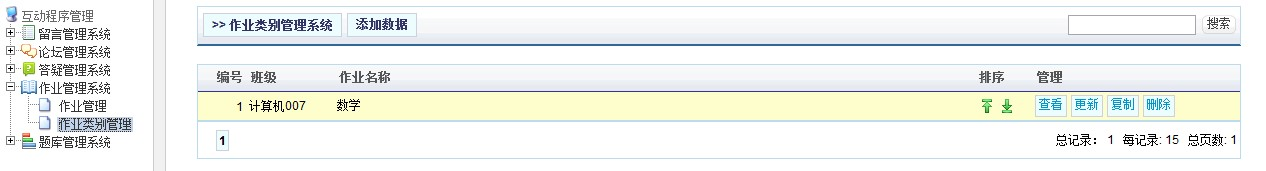 互动程序管理
留言管理系统
论坛管理系统
答疑管理系统
作业管理系统
作业管理
作业类别管理
题库管理系统
>> 作业类别管理系统 添加数据 搜索
编号 班级 作业名称 排序 管理
1 计算机007 数学 查看 更新 复制 删除
1 总记录： 1 每记录: 15 总页数: 1